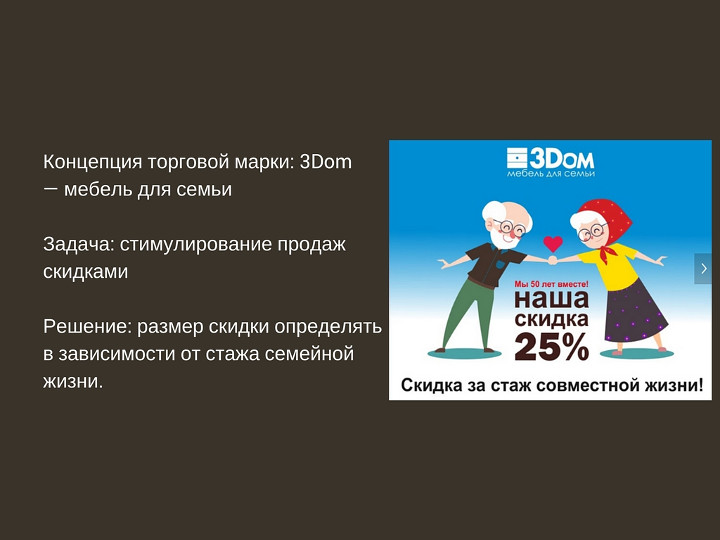 Концепция торговой марки: 3Dom
— мебель для семьи
Задача: стимулирование продаж
скидками
Решение: размер скидки определять
в зависимости от стажа семейной
жизни.
3Dом
мебель для семьи
Мы 50 лет вместе!
наша
скидка
25%
Скидка за стаж совместной жизни!